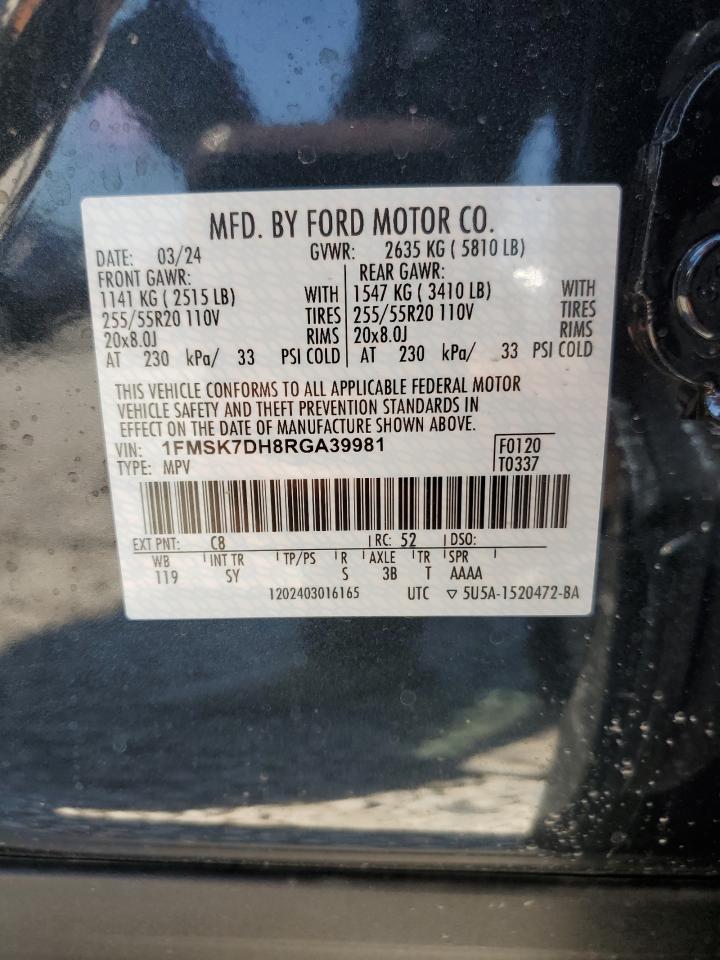 MFD. BY FORD MOTOR CO.
DATE: 03/24 GVWR: 2635 KG ( 5810 LB)
FRONT GAWR: REAR GAWR:
1141 KG ( 2515 LB) WITH 1547 KG ( 3410 LB) WITH
255/55R20 110V TIRES 255/55R20 110V TIRES
20x8.0J RIMS 20x8.0J RIMS
AT 230 kPa/ 33 PSI COLD AT 230 kPa/ 33 PSI COLD
THIS VEHICLE CONFORMS TO ALL APPLICABLE FEDERAL MOTOR
VEHICLE SAFETY AND THEFT PREVENTION STANDARDS IN
EFFECT ON THE DATE OF MANUFACTURE SHOWN ABOVE.
VIN: 1FMSK7DH8RGA39981 F0120
TYPE: MPV T0337
EXT PNT: C8 RC: 52 DSO:
WB INT TR TP/PS R AXLE TR SPR
119 SY S 3B T AAAA
1202403016165 UTC ▽ 5U5A-1520472-BA